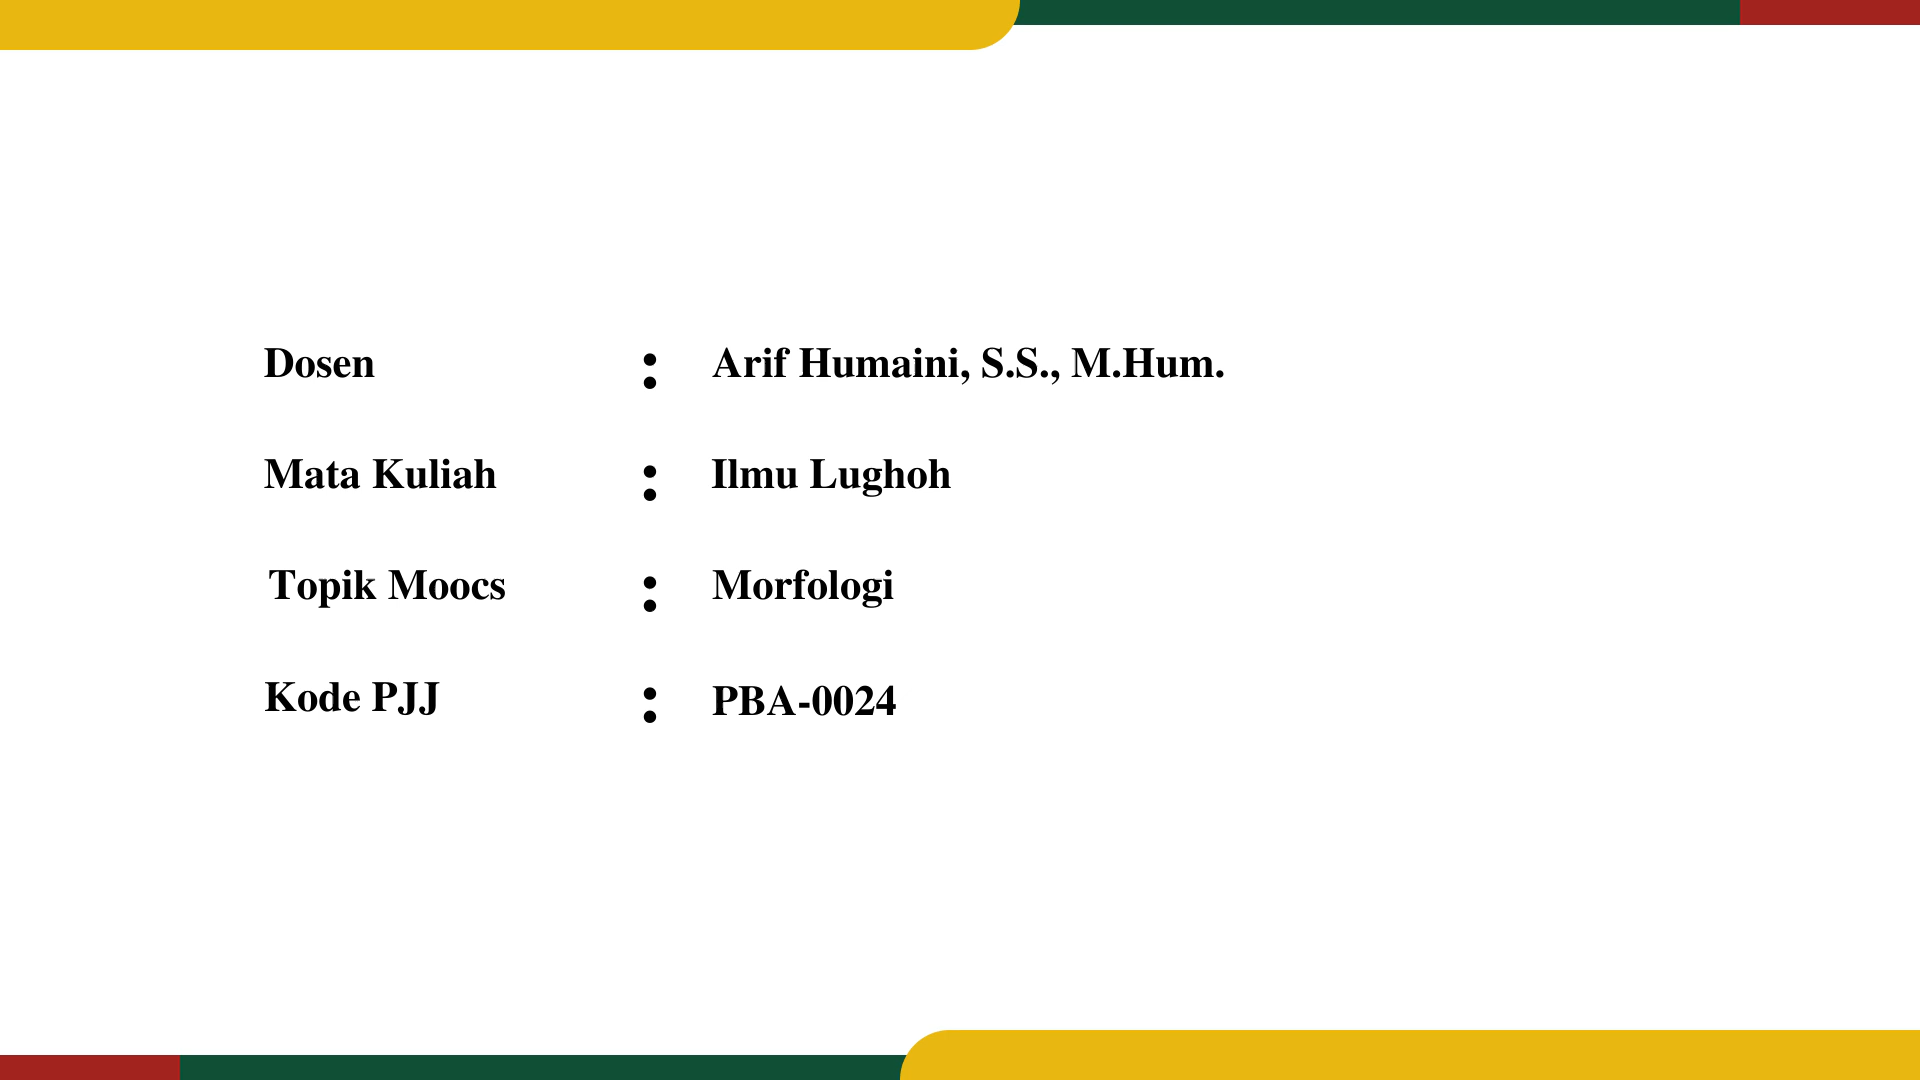 Dosen : Arif Humaini, S.S., M.Hum.
Mata Kuliah : Ilmu Lughoh
Topik Moocs : Morfologi
Kode PJJ : PBA-0024